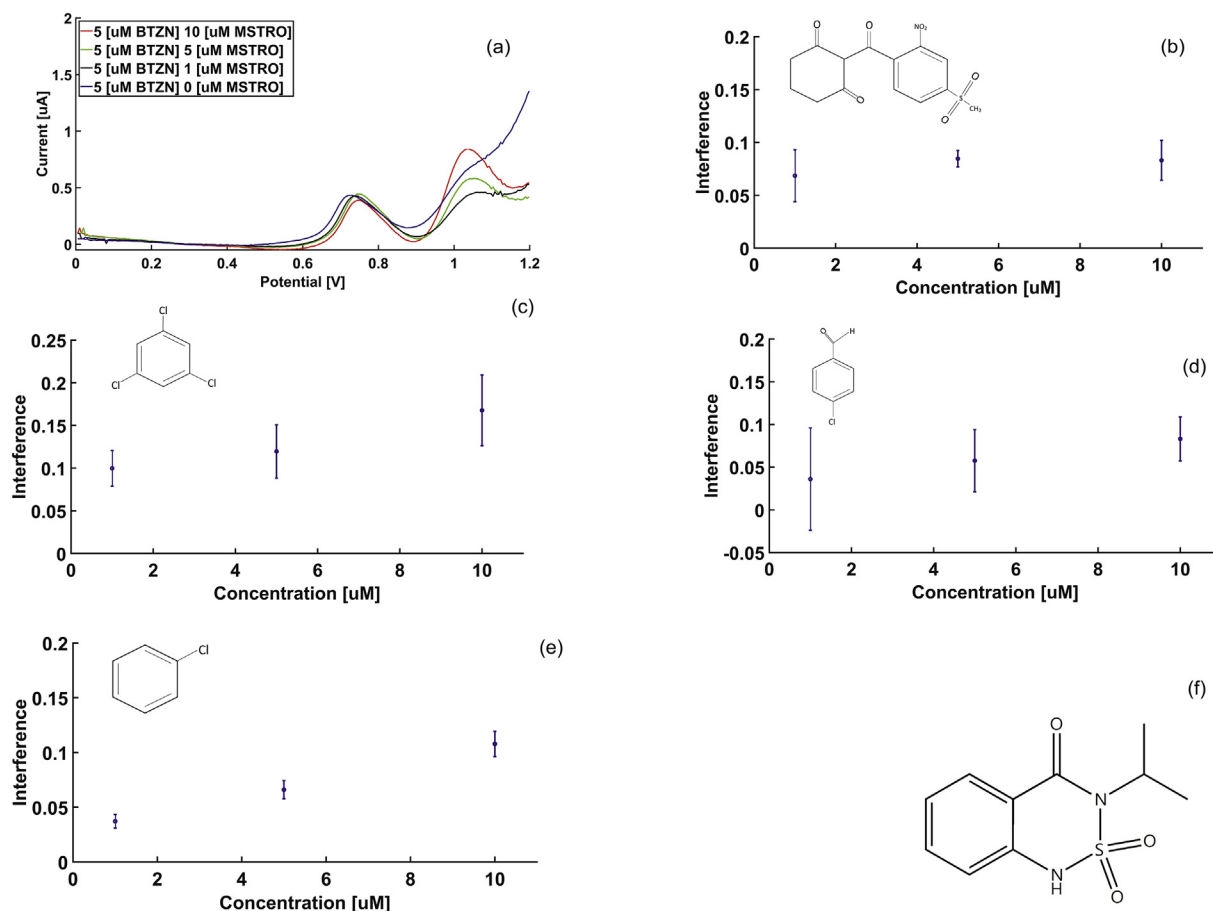 (a)
5 [uM BTZN] 10 [uM MSTRO]
5 [uM BTZN] 5 [uM MSTRO]
5 [uM BTZN] 1 [uM MSTRO]
5 [uM BTZN] 0 [uM MSTRO]
2
1.5
1
0.5
0
Current [uA]
0 0.2 0.4 0.6 0.8 1 1.2
Potential [V]
(b)
0.2
0.15
0.1
0.05
0
Interference
O O NO₂
O
O
S
O
CH₃
0 2 4 6 8 10
Concentration [uM]
(c)
0.25
0.2
0.15
0.1
0.05
0
Interference
Cl
Cl Cl
0 2 4 6 8 10
Concentration [uM]
(d)
0.2
0.15
0.1
0.05
0
-0.05
Interference
O H
Cl
0 2 4 6 8 10
Concentration [uM]
(e)
0.2
0.15
0.1
0.05
0
Interference
Cl
0 2 4 6 8 10
Concentration [uM]
(f)
O
N
S O
N
H
O